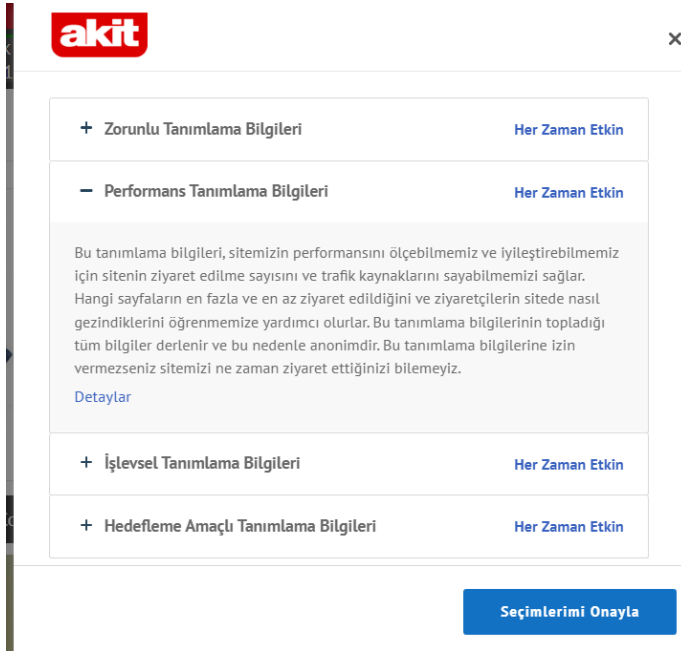 akit
Zorunlu Tanımlama Bilgileri
Her Zaman Etkin
Performans Tanımlama Bilgileri
Her Zaman Etkin
Bu tanımlama bilgileri, sitemizin performansını ölçebilmemiz ve iyileştirebilmemiz
için sitenin ziyaret edilme sayısını ve trafik kaynaklarını sayabilmemizi sağlar.
Hangi sayfaların en fazla ve en az ziyaret edildiğini ve ziyaretçilerin sitede nasıl
gezindiklerini öğrenmemize yardımcı olurlar. Bu tanımlama bilgilerinin topladığı
tüm bilgiler derlenir ve bu nedenle anonimdir. Bu tanımlama bilgilerine izin
vermezseniz sitemizi ne zaman ziyaret ettiğinizi bilemeyiz.
Detaylar
İşlevsel Tanımlama Bilgileri
Her Zaman Etkin
Hedefleme Amaçlı Tanımlama Bilgileri
Her Zaman Etkin
Seçimlerimi Onayla